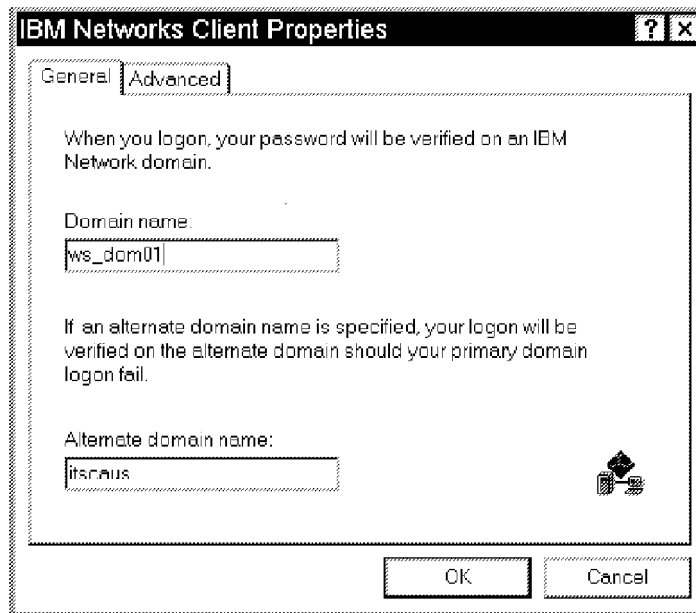 IBM Networks Client Properties ? X
General Advanced
When you logon, your password will be verified on an IBM
Network domain.
Domain name:
ws_dom01
If an alternate domain name is specified, your logon will be
verified on the alternate domain should your primary domain
logon fail.
Alternate domain name:
itscaus
OK Cancel